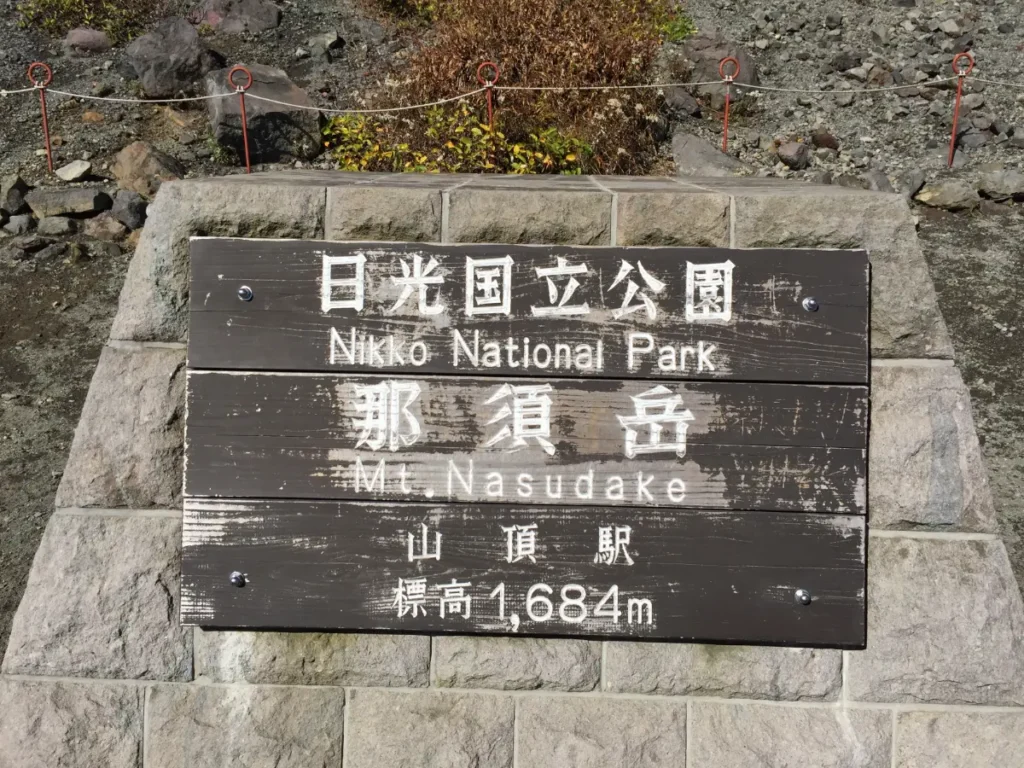 日光国立公園
Nikko National Park
那須岳
Mt. Nasudake
山頂駅
標高 1,684m